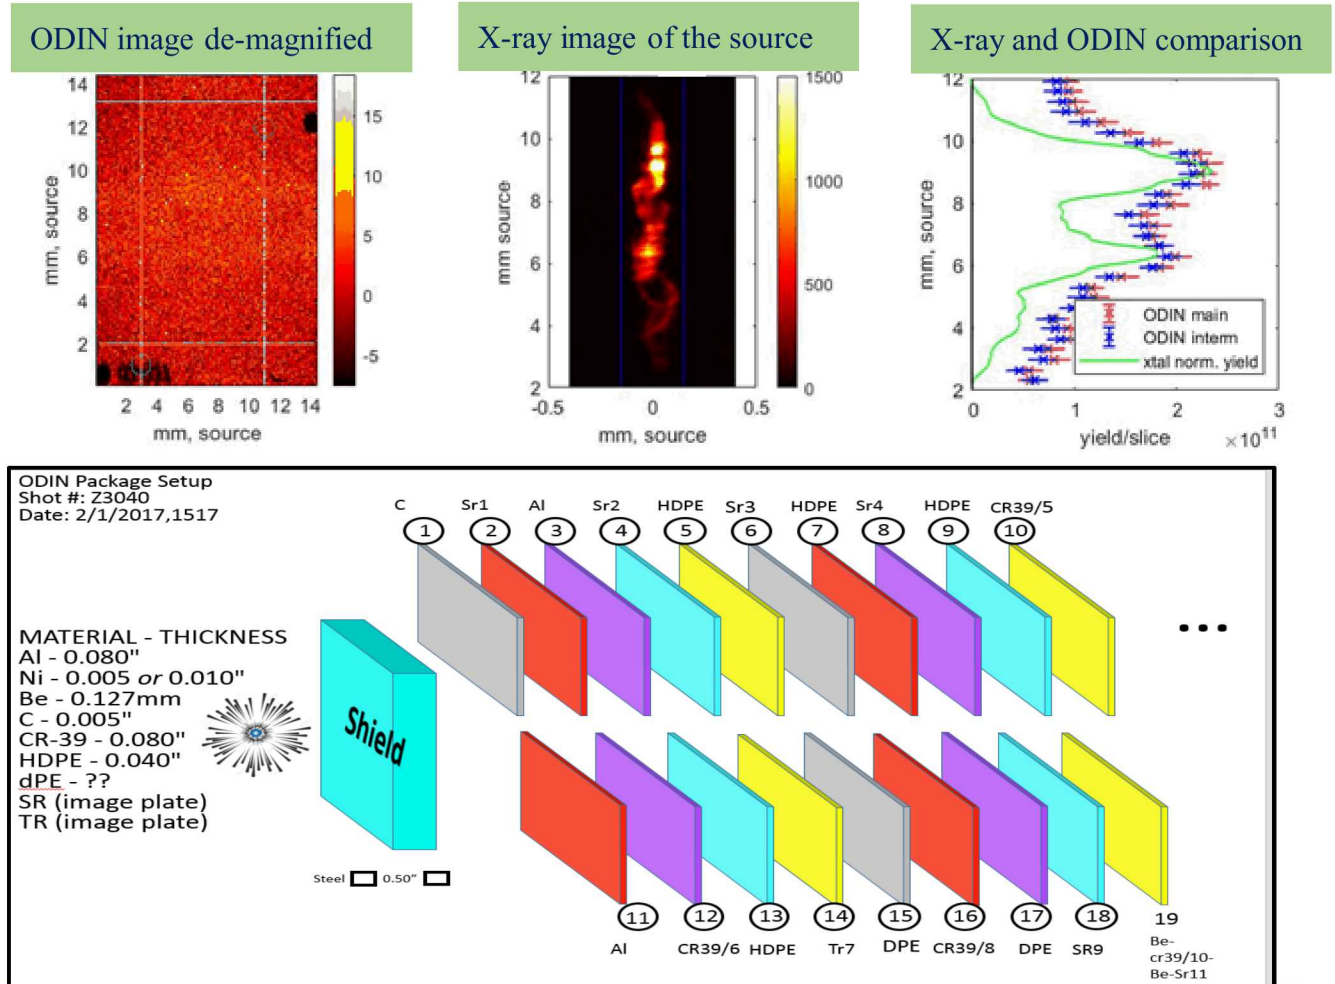 ODIN image de-magnified
X-ray image of the source
X-ray and ODIN comparison
14
12
10
8
6
4
2
mm, source
2 4 6 8 10 12 14
mm, source
15
10
5
0
-5
12
10
8
6
4
2
mm source
-0.5 0 0.5
mm, source
1500
1000
500
0
12
10
8
6
4
2
mm, source
ODIN main
ODIN interm
xtal norm. yield
0 1 2 3
yield/slice ×10¹¹
ODIN Package Setup
Shot #: Z3040
Date: 2/1/2017,1517
MATERIAL - THICKNESS
Al - 0.080"
Ni - 0.005 or 0.010"
Be - 0.127mm
C - 0.005"
CR-39 - 0.080"
HDPE - 0.040"
dPE - ??
SR (image plate)
TR (image plate)
Shield
Steel 0.50"
C Sr1 Al Sr2 HDPE Sr3 HDPE Sr4 HDPE CR39/5
1 2 3 4 5 6 7 8 9 10
...
11 12 13 14 15 16 17 18 19
Al CR39/6 HDPE Tr7 DPE CR39/8 DPE SR9
Be-
cr39/10-
Be-Sr11